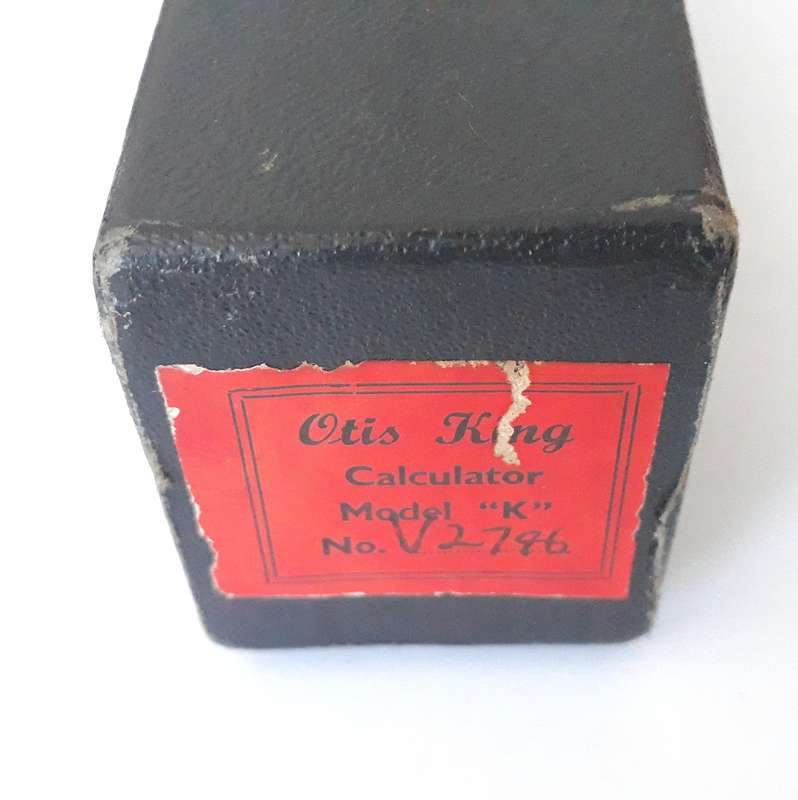 Otis King
Calculator
Model “K”
No. V2796